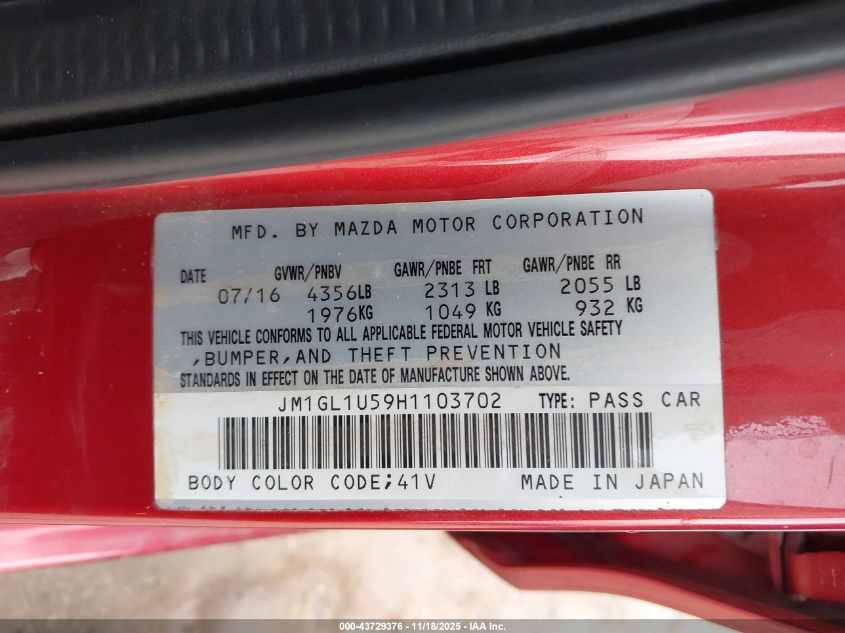 MFD. BY MAZDA MOTOR CORPORATION
DATE GVWR/PNBV GAWR/PNBE FRT GAWR/PNBE RR
07/16 4356LB 2313 LB 2055 LB
1976KG 1049 KG 932 KG
THIS VEHICLE CONFORMS TO ALL APPLICABLE FEDERAL MOTOR VEHICLE SAFETY
,BUMPER,AND THEFT PREVENTION
STANDARDS IN EFFECT ON THE DATE OF MANUFACTURE SHOWN ABOVE.
JM1GL1U59H1103702 TYPE: PASS CAR
BODY COLOR CODE;41V MADE IN JAPAN
000-43729376 - 11/18/2025 - IAA Inc.